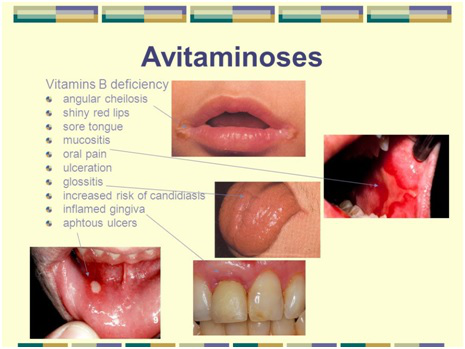 Avitaminoses
Vitamins B deficiency
angular cheilosis
shiny red lips
sore tongue
mucositis
oral pain
ulceration
glossitis
increased risk of candidiasis
inflamed gingiva
aphtous ulcers